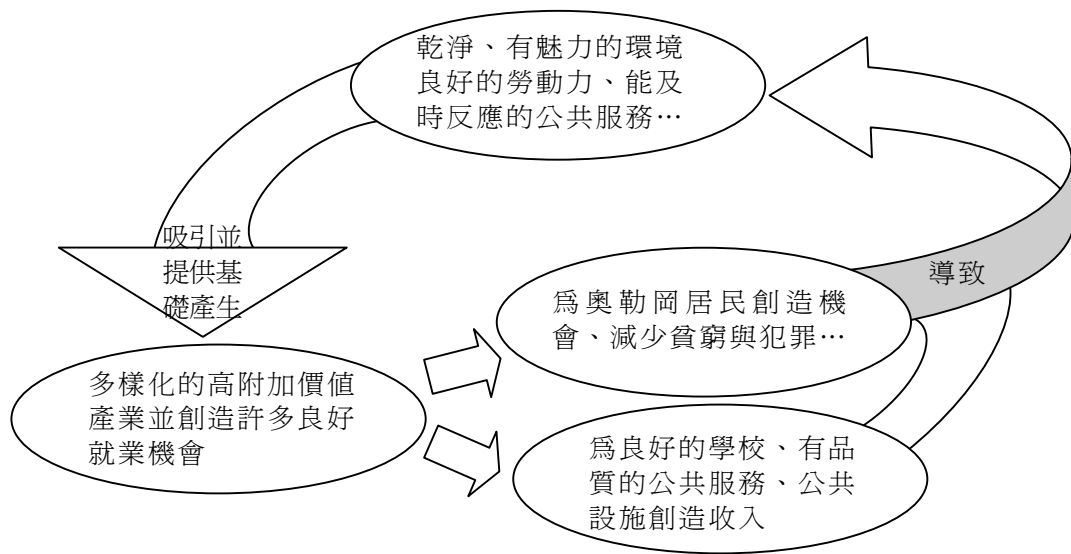 乾淨、有魅力的環境
良好的勞動力、能及
時反應的公共服務…
吸引並
提供基
礎產生
導致
為奧勒岡居民創造機
會、減少貧窮與犯罪…
多樣化的高附加價值
產業並創造許多良好
就業機會
為良好的學校、有品
質的公共服務、公共
設施創造收入